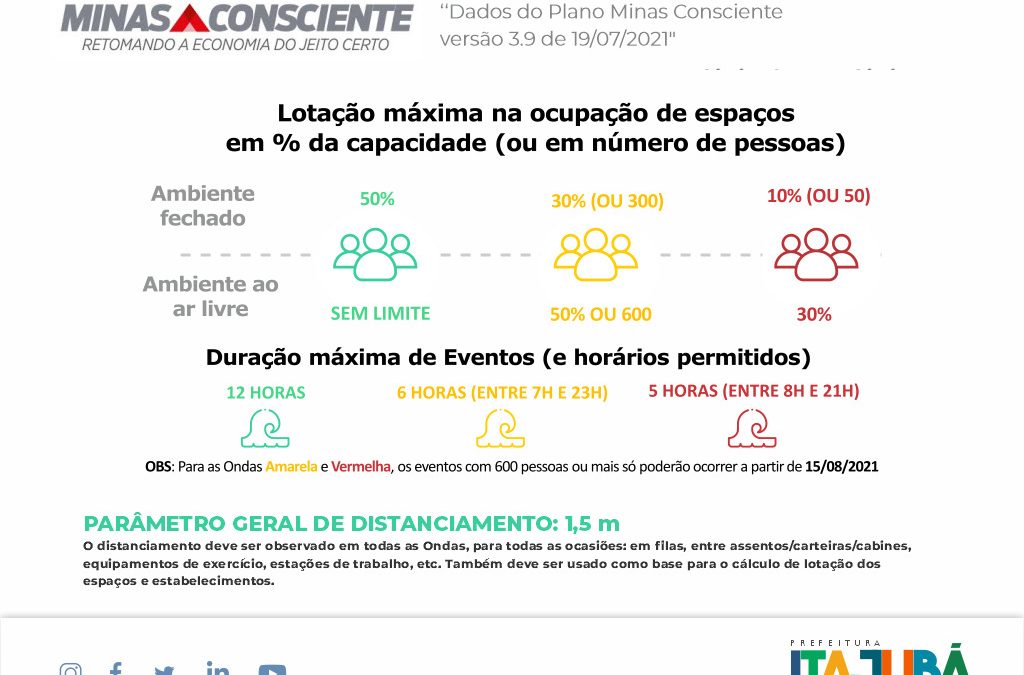 MINAS CONSCIENTE
RETOMANDO A ECONOMIA DO JEITO CERTO
“Dados do Plano Minas Consciente
versão 3.9 de 19/07/2021"
Lotação máxima na ocupação de espaços
em % da capacidade (ou em número de pessoas)
Ambiente
fechado
50%
30% (OU 300)
10% (OU 50)
Ambiente ao
ar livre
SEM LIMITE
50% OU 600
30%
Duração máxima de Eventos (e horários permitidos)
12 HORAS
6 HORAS (ENTRE 7H E 23H)
5 HORAS (ENTRE 8H E 21H)
OBS: Para as Ondas Amarela e Vermelha, os eventos com 600 pessoas ou mais só poderão ocorrer a partir de 15/08/2021
PARÂMETRO GERAL DE DISTANCIAMENTO: 1,5 m
O distanciamento deve ser observado em todas as Ondas, para todas as ocasiões: em filas, entre assentos/carteiras/cabines,
equipamentos de exercício, estações de trabalho, etc. Também deve ser usado como base para o cálculo de lotação dos
espaços e estabelecimentos.
PREFEITURA
ITAJUBÁ